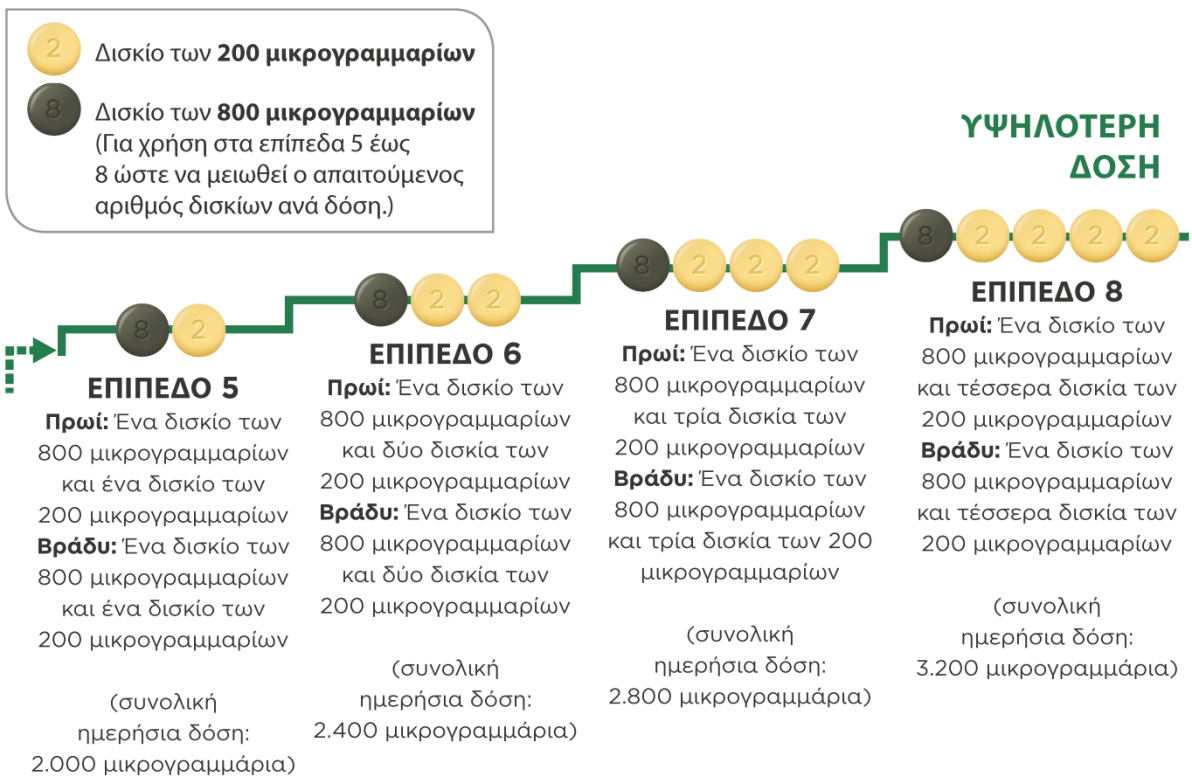 2 Δισκίο των 200 μικρογραμμαρίων
8 Δισκίο των 800 μικρογραμμαρίων
(Για χρήση στα επίπεδα 5 έως
8 ώστε να μειωθεί ο απαιτούμενος
αριθμός δισκίων ανά δόση.)
ΥΨΗΛΟΤΕΡΗ
ΔΟΣΗ
8 2
ΕΠΙΠΕΔΟ 5
Πρωί: Ένα δισκίο των
800 μικρογραμμαρίων
και ένα δισκίο των
200 μικρογραμμαρίων
Βράδυ: Ένα δισκίο των
800 μικρογραμμαρίων
και ένα δισκίο των
200 μικρογραμμαρίων
(συνολική
ημερήσια δόση:
2.000 μικρογραμμάρια)
8 2 2
ΕΠΙΠΕΔΟ 6
Πρωί: Ένα δισκίο των
800 μικρογραμμαρίων
και δύο δισκία των
200 μικρογραμμαρίων
Βράδυ: Ένα δισκίο των
800 μικρογραμμαρίων
και δύο δισκία των
200 μικρογραμμαρίων
(συνολική
ημερήσια δόση:
2.400 μικρογραμμάρια)
8 2 2 2
ΕΠΙΠΕΔΟ 7
Πρωί: Ένα δισκίο των
800 μικρογραμμαρίων
και τρία δισκία των
200 μικρογραμμαρίων
Βράδυ: Ένα δισκίο των
800 μικρογραμμαρίων
και τρία δισκία των 200
μικρογραμμαρίων
(συνολική
ημερήσια δόση:
2.800 μικρογραμμάρια)
8 2 2 2 2
ΕΠΙΠΕΔΟ 8
Πρωί: Ένα δισκίο των
800 μικρογραμμαρίων
και τέσσερα δισκία των
200 μικρογραμμαρίων
Βράδυ: Ένα δισκίο των
800 μικρογραμμαρίων
και τέσσερα δισκία των
200 μικρογραμμαρίων
(συνολική
ημερήσια δόση:
3.200 μικρογραμμάρια)